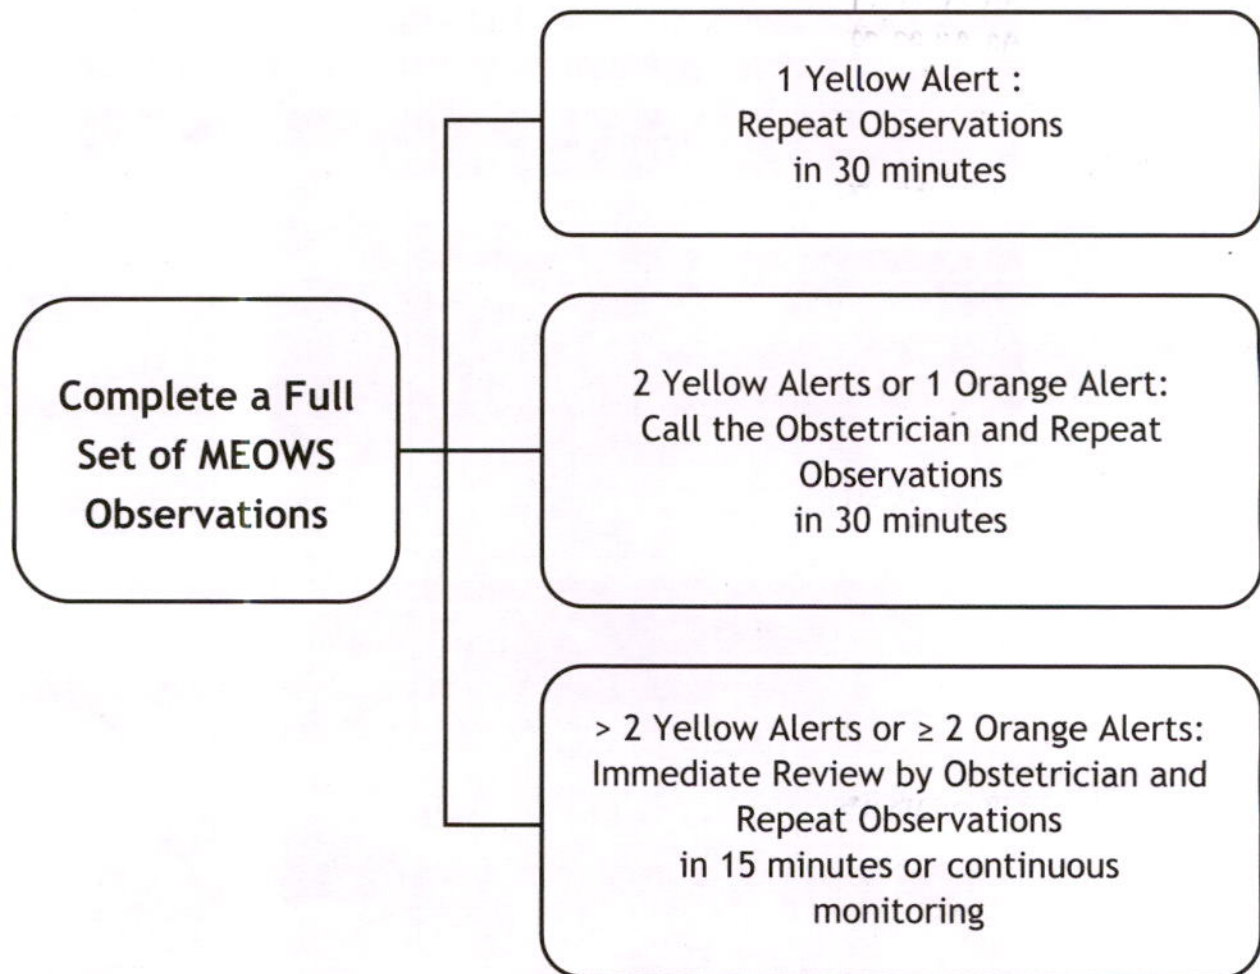 Complete a Full
Set of MEOWS
Observations
1 Yellow Alert :
Repeat Observations
in 30 minutes
2 Yellow Alerts or 1 Orange Alert:
Call the Obstetrician and Repeat
Observations
in 30 minutes
> 2 Yellow Alerts or ≥ 2 Orange Alerts:
Immediate Review by Obstetrician and
Repeat Observations
in 15 minutes or continuous
monitoring